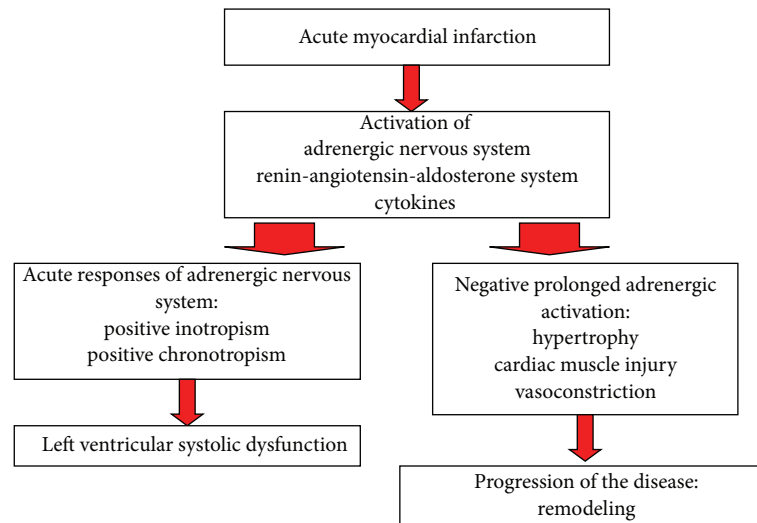 Acute myocardial infarction
Activation of
adrenergic nervous system
renin-angiotensin-aldosterone system
cytokines
Acute responses of adrenergic nervous
system:
positive inotropism
positive chronotropism
Left ventricular systolic dysfunction
Negative prolonged adrenergic
activation:
hypertrophy
cardiac muscle injury
vasoconstriction
Progression of the disease:
remodeling